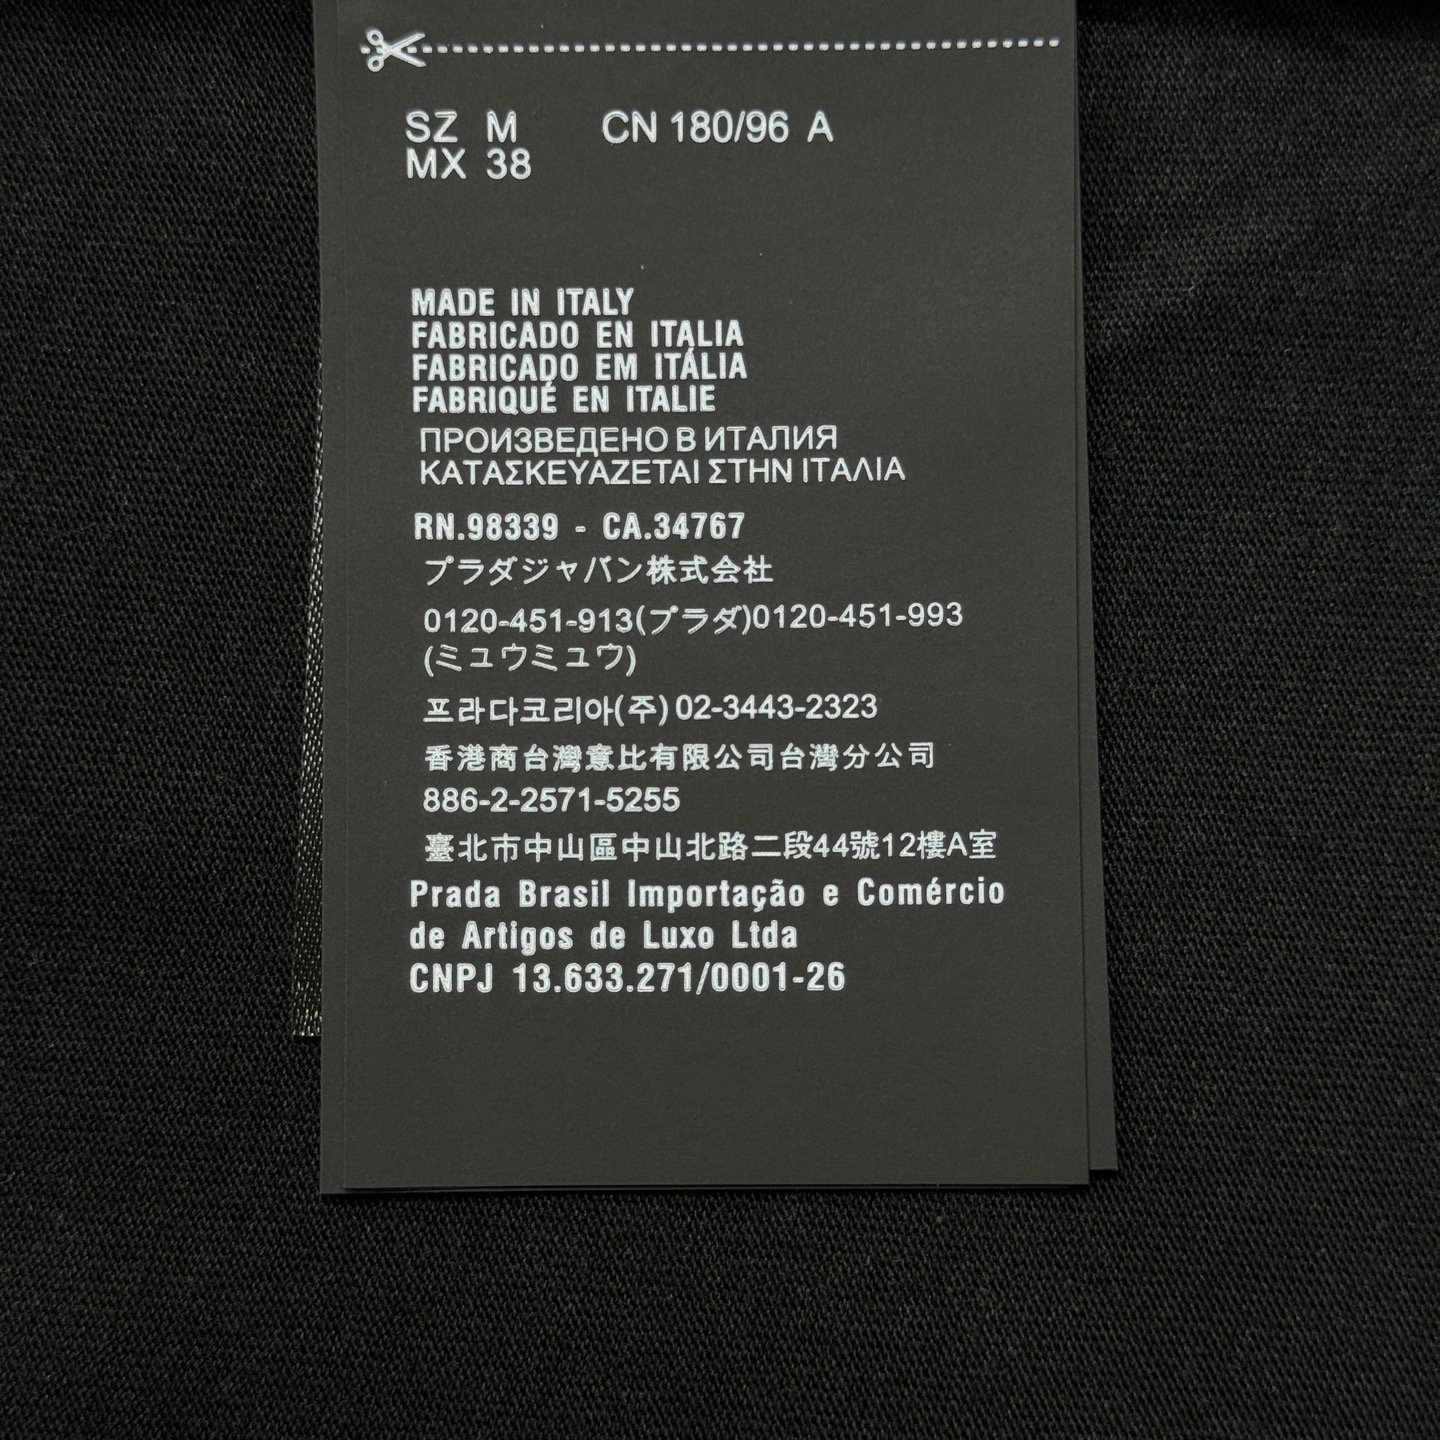 SZ M CN 180/96 A
MX 38
MADE IN ITALY
FABRICADO EN ITALIA
FABRICADO EM ITÁLIA
FABRIQUÉ EN ITALIE
ПРОИЗВЕДЕНО В ИТАЛИЯ
ΚΑΤΑΣΚΕΥΑΖΕΤΑΙ ΣΤΗΝ ΙΤΑΛΙΑ
RN.98339 - CA.34767
プラダジャパン株式会社
0120-451-913(プラダ)0120-451-993
(ミュウミュウ)
프라다코리아(주) 02-3443-2323
香港商台灣意比有限公司台灣分公司
886-2-2571-5255
臺北市中山區中山北路二段44號12樓A室
Prada Brasil Importação e Comércio
de Artigos de Luxo Ltda
CNPJ 13.633.271/0001-26